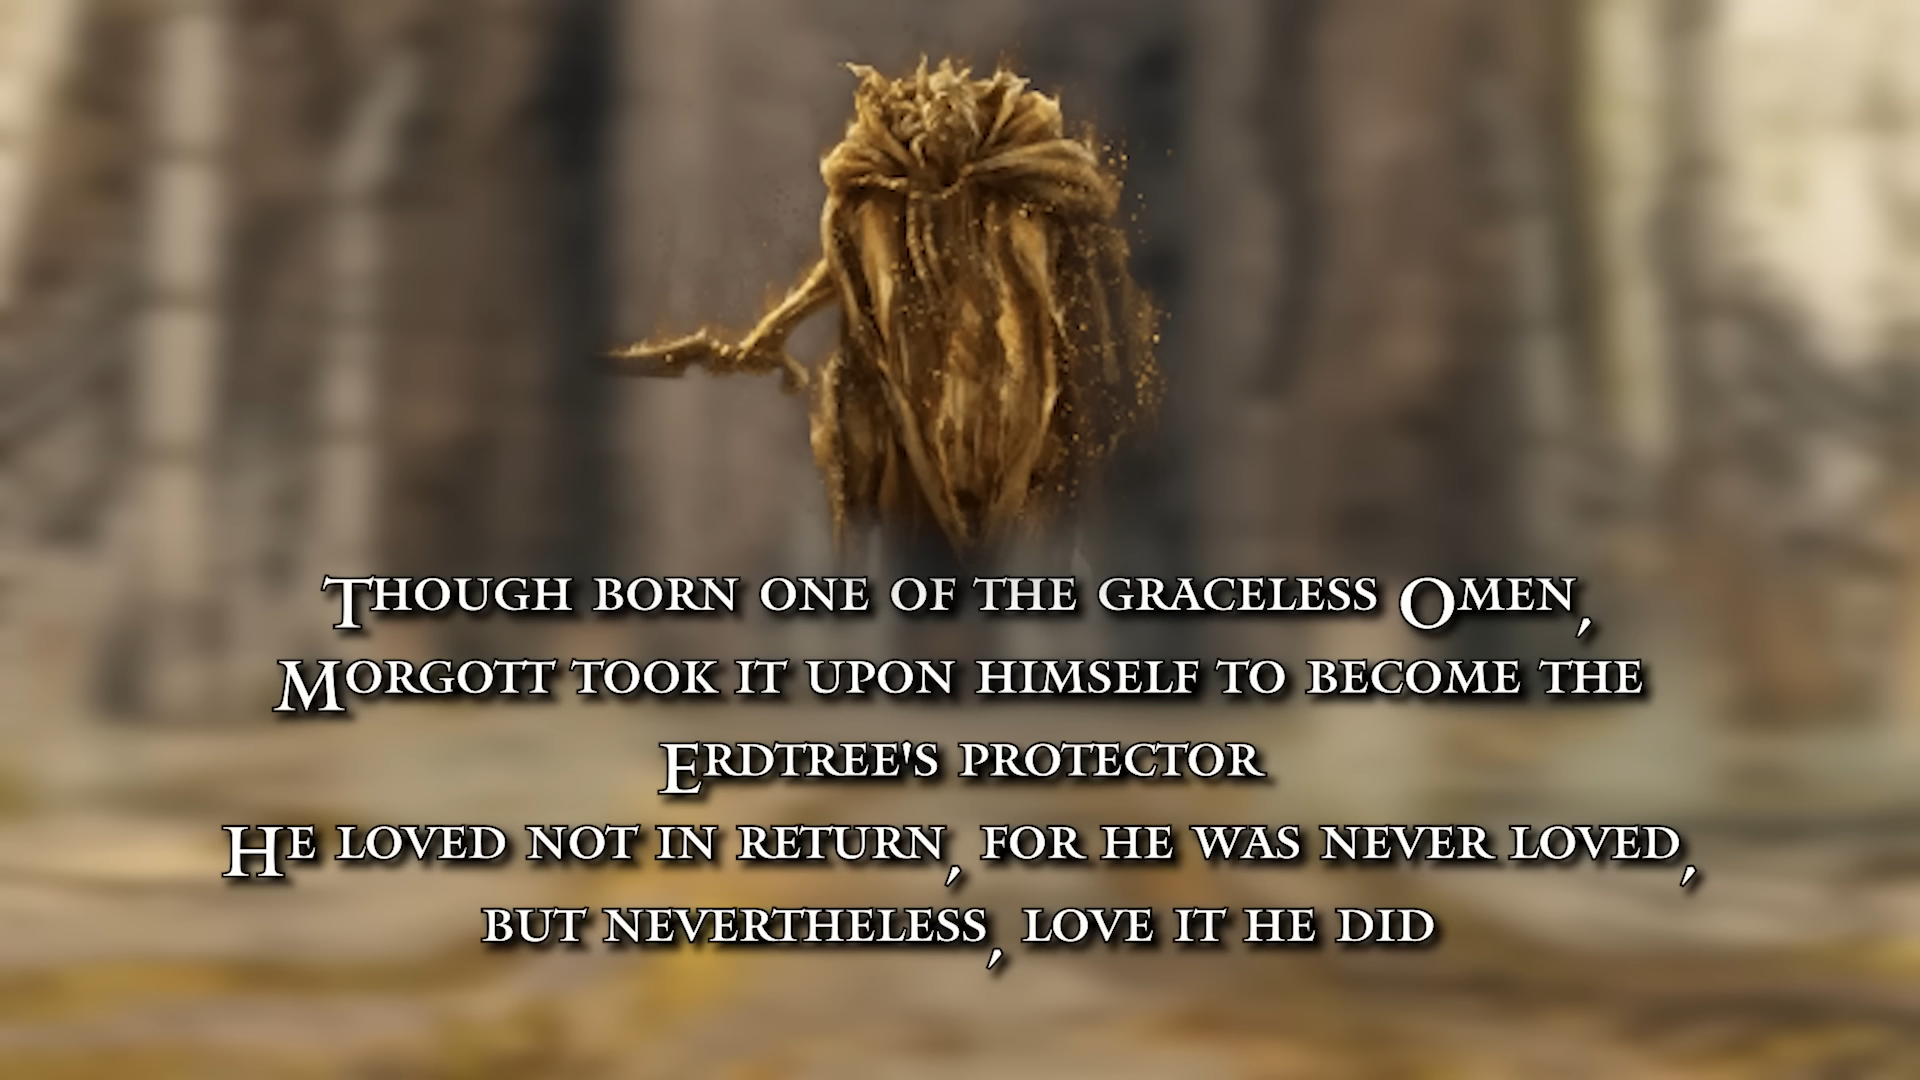 Though born one of the graceless Omen,
Morgott took it upon himself to become the
Erdtree's protector
He loved not in return, for he was never loved,
but nevertheless, love it he did